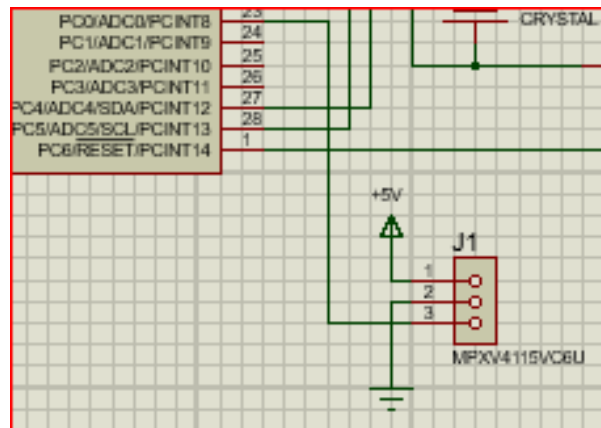 PC0/ADC0/PCINT8 23
PC1/ADC1/PCINT9 24
PC2/ADC2/PCINT10 25
PC3/ADC3/PCINT11 26
PC4/ADC4/SDA/PCINT12 27
PC5/ADC5/SCL/PCINT13 28
PC6/RESET/PCINT14 1
CRYSTAL
+5V
J1
1
2
3
MPXV4115VC6U